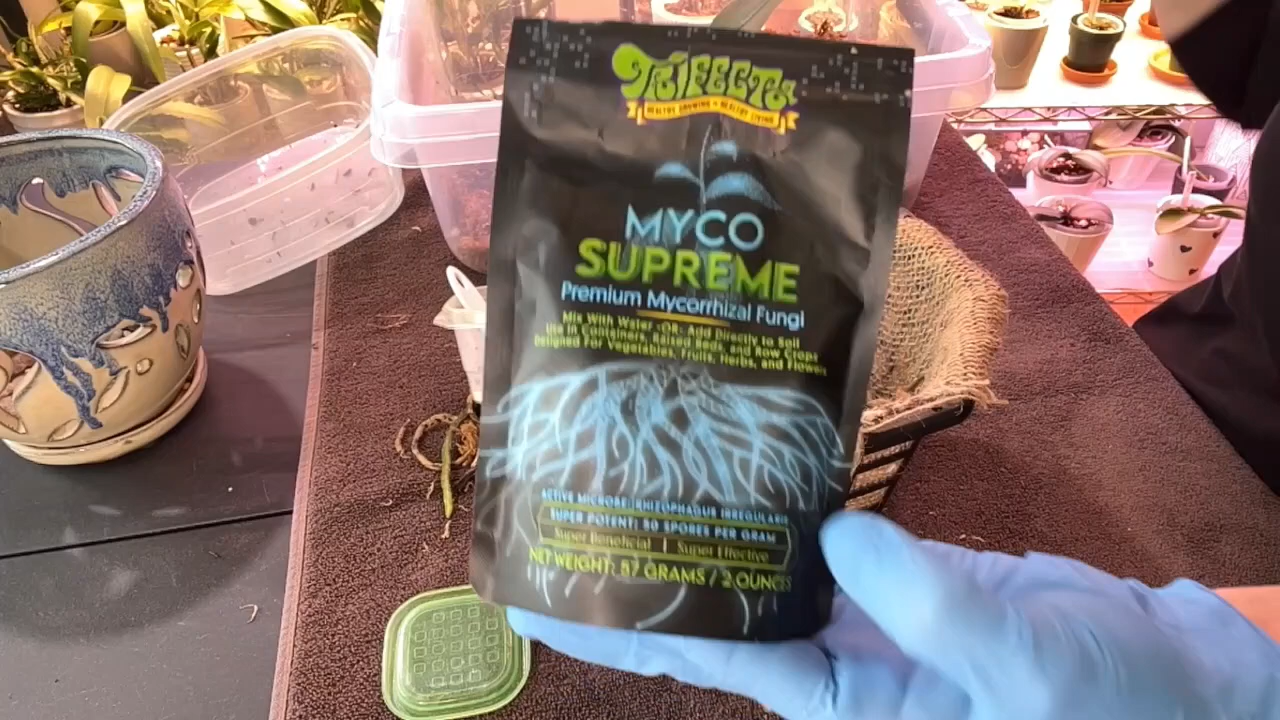 TRIFECTA
HEALTHY GROWING = HEALTHY LIVING
MYCO
SUPREME
Premium Mycorrhizal Fungi
Mix With Water -OR- Add Directly to Soil
Use in Containers, Raised Beds, and Row Crops
Designed For Vegetables, Fruits, Herbs, and Flowers
ACTIVE MICROBE: RHIZOPHAGUS IRREGULARIS
SUPER POTENT: 50 SPORES PER GRAM
Super Beneficial | Super Effective
NET WEIGHT: 57 GRAMS / 2 OUNCES